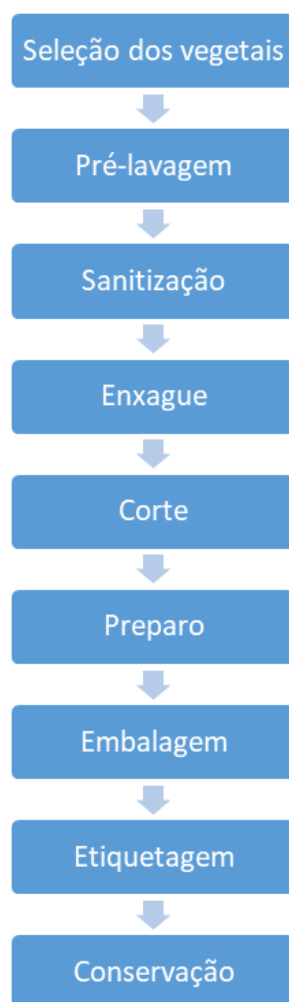 Seleção dos vegetais
Pré-lavagem
Sanitização
Enxague
Corte
Preparo
Embalagem
Etiquetagem
Conservação